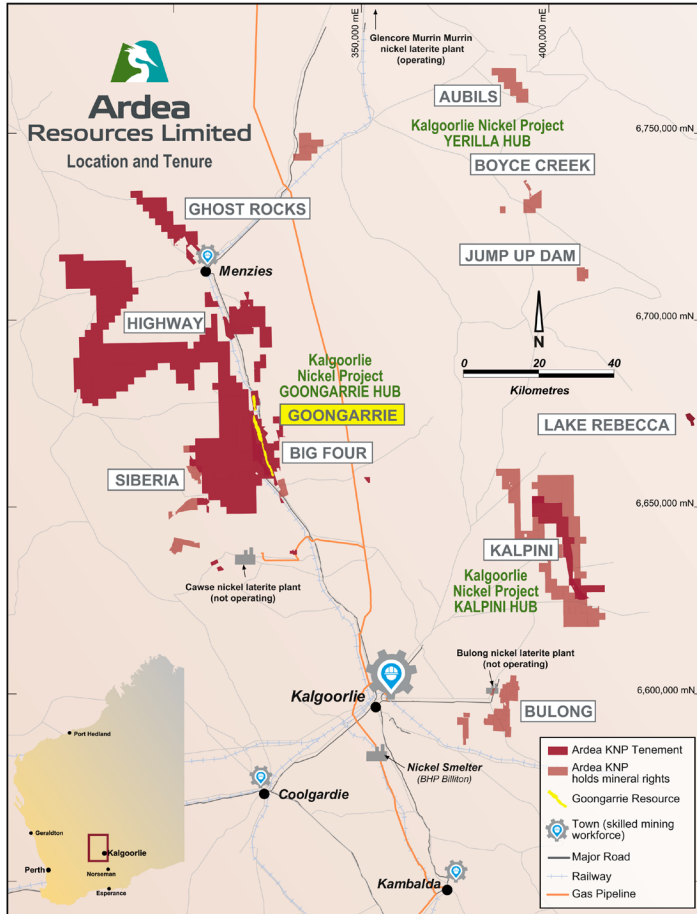 350,000 mE
400,000 mE
Glencore Murrin Murrin
nickel laterite plant
(operating)
Ardea
Resources Limited
Location and Tenure
AUBILS
Kalgoorlie Nickel Project
YERILLA HUB
6,750,000 mN
BOYCE CREEK
GHOST ROCKS
JUMP UP DAM
Menzies
HIGHWAY
6,700,000 mN
N
0 20 40
Kilometres
Kalgoorlie
Nickel Project
GOONGARRIE HUB
GOONGARRIE
LAKE REBECCA
BIG FOUR
SIBERIA
6,650,000 mN
KALPINI
Kalgoorlie
Nickel Project
KALPINI HUB
Cawse nickel laterite plant
(not operating)
Bulong nickel laterite plant
(not operating)
Kalgoorlie
6,600,000 mN
BULONG
Nickel Smelter
(BHP Billiton)
Coolgardie
Kambalda
Port Hedland
Geraldton
Kalgoorlie
Perth
Norseman
Esperance
Ardea KNP Tenement
Ardea KNP
holds mineral rights
Goongarrie Resource
Town (skilled mining
workforce)
Major Road
Railway
Gas Pipeline